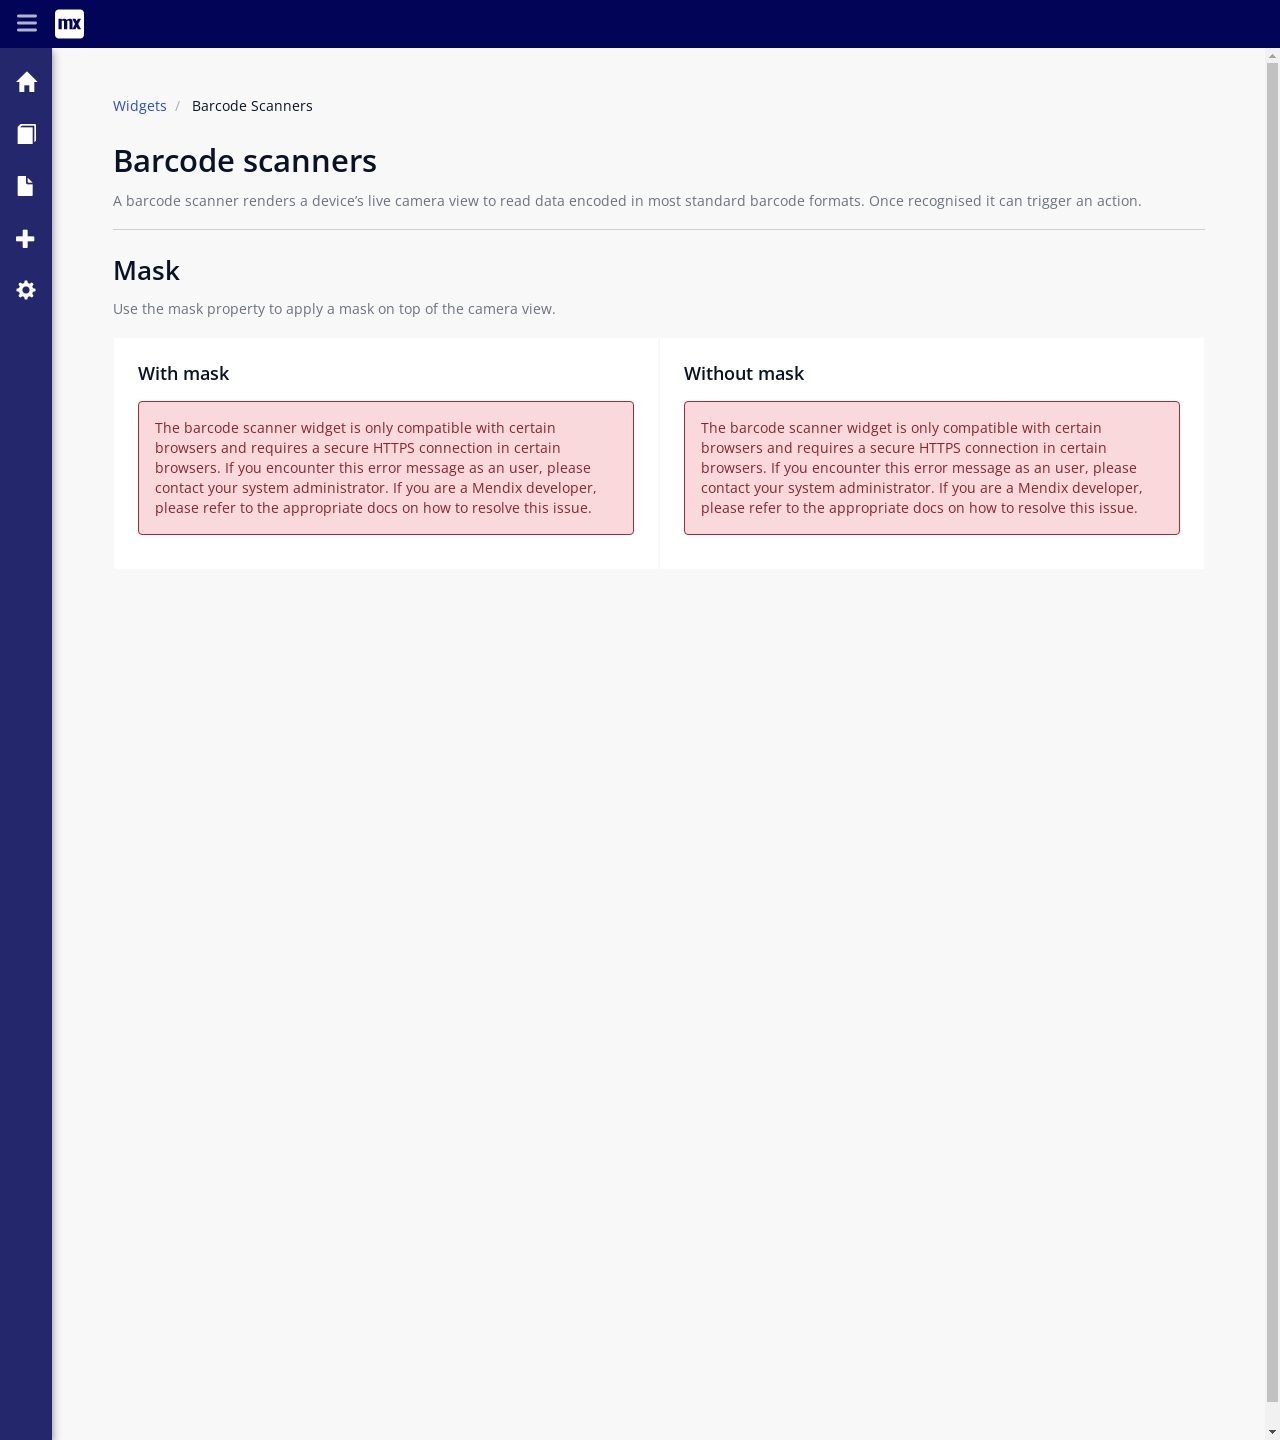 mx
Widgets / Barcode Scanners
Barcode scanners
A barcode scanner renders a device’s live camera view to read data encoded in most standard barcode formats. Once recognised it can trigger an action.
Mask
Use the mask property to apply a mask on top of the camera view.
With mask
The barcode scanner widget is only compatible with certain
browsers and requires a secure HTTPS connection in certain
browsers. If you encounter this error message as an user, please
contact your system administrator. If you are a Mendix developer,
please refer to the appropriate docs on how to resolve this issue.
Without mask
The barcode scanner widget is only compatible with certain
browsers and requires a secure HTTPS connection in certain
browsers. If you encounter this error message as an user, please
contact your system administrator. If you are a Mendix developer,
please refer to the appropriate docs on how to resolve this issue.